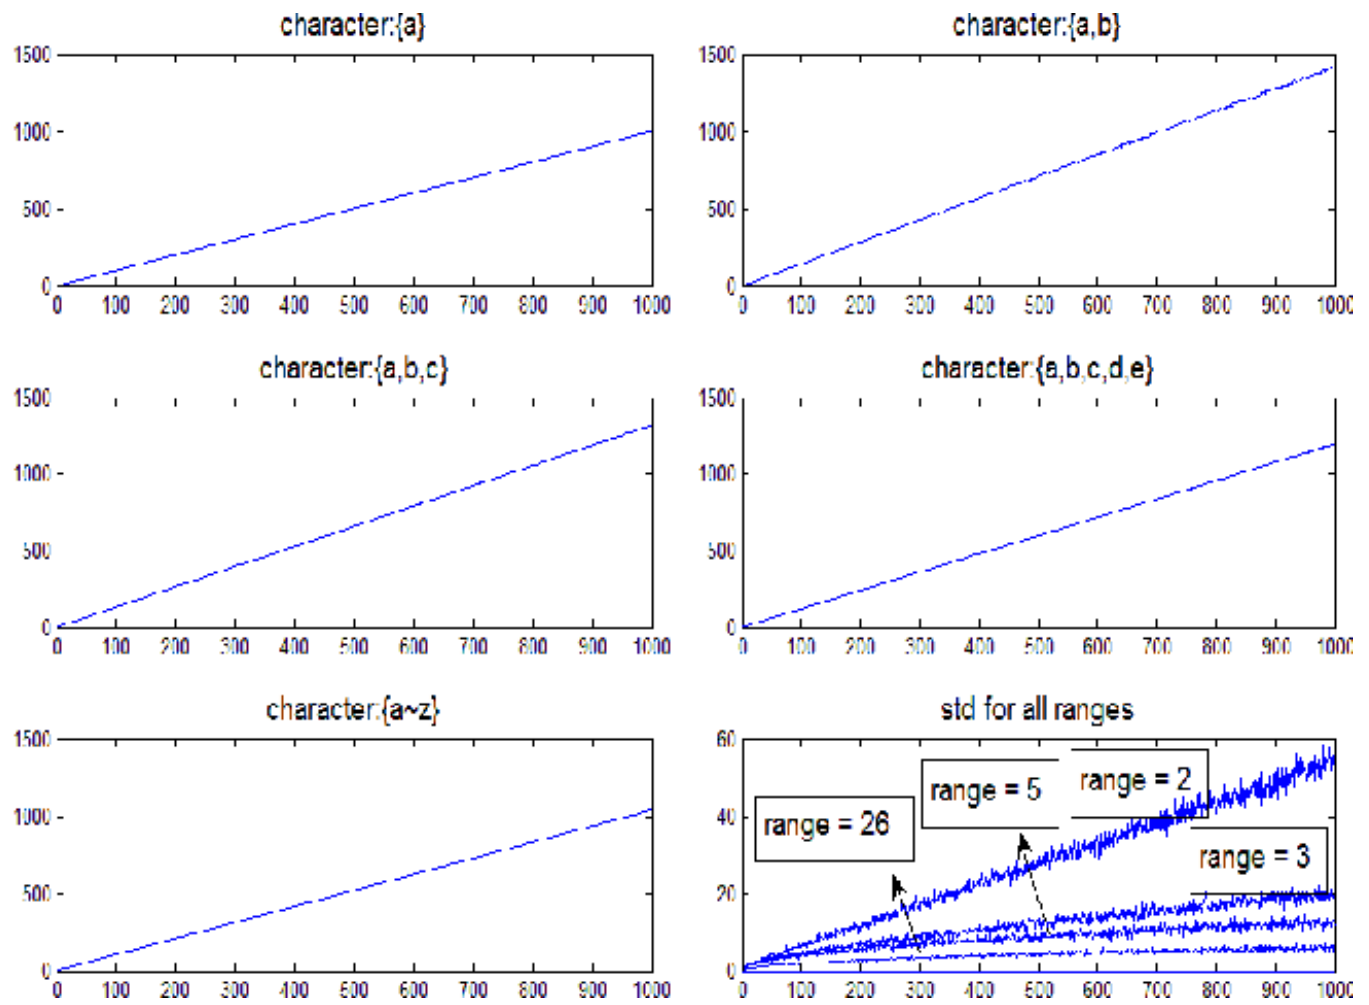 character:{a}
1500
1000
500
0
0 100 200 300 400 500 600 700 800 900 1000
character:{a,b}
1500
1000
500
0
0 100 200 300 400 500 600 700 800 900 1000
character:{a,b,c}
1500
1000
500
0
0 100 200 300 400 500 600 700 800 900 1000
character:{a,b,c,d,e}
1500
1000
500
0
0 100 200 300 400 500 600 700 800 900 1000
character:{a~z}
1500
1000
500
0
0 100 200 300 400 500 600 700 800 900 1000
std for all ranges
60
40
20
0
range = 26
range = 5
range = 2
range = 3
0 100 200 300 400 500 600 700 800 900 1000